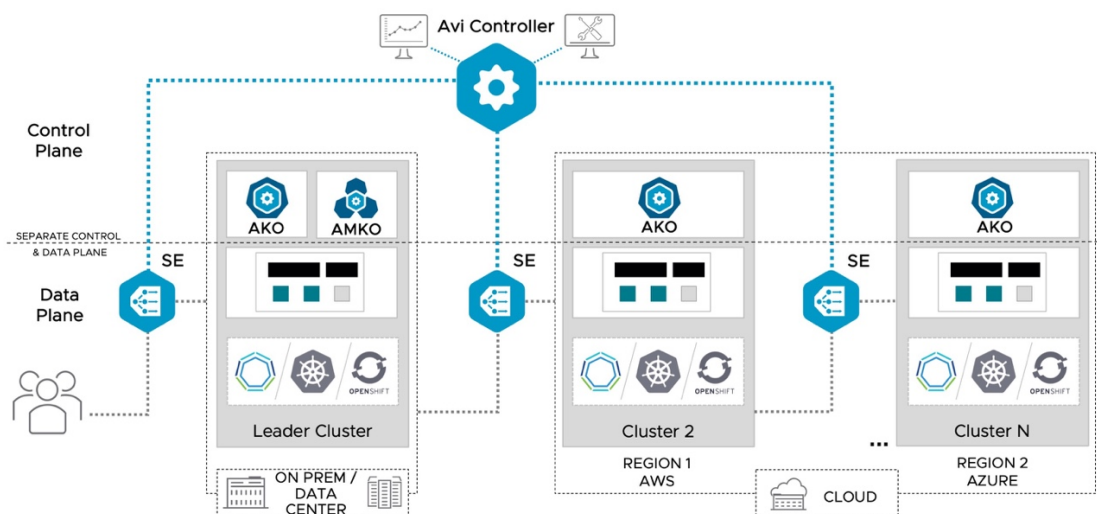 Avi Controller
Control
Plane
AKO
AMKO
AKO
AKO
SEPARATE CONTROL
& DATA PLANE
SE
SE
SE
Data
Plane
OPENSHIFT
OPENSHIFT
OPENSHIFT
Leader Cluster
Cluster 2
...
Cluster N
ON PREM /
DATA
CENTER
REGION 1
AWS
REGION 2
AZURE
CLOUD